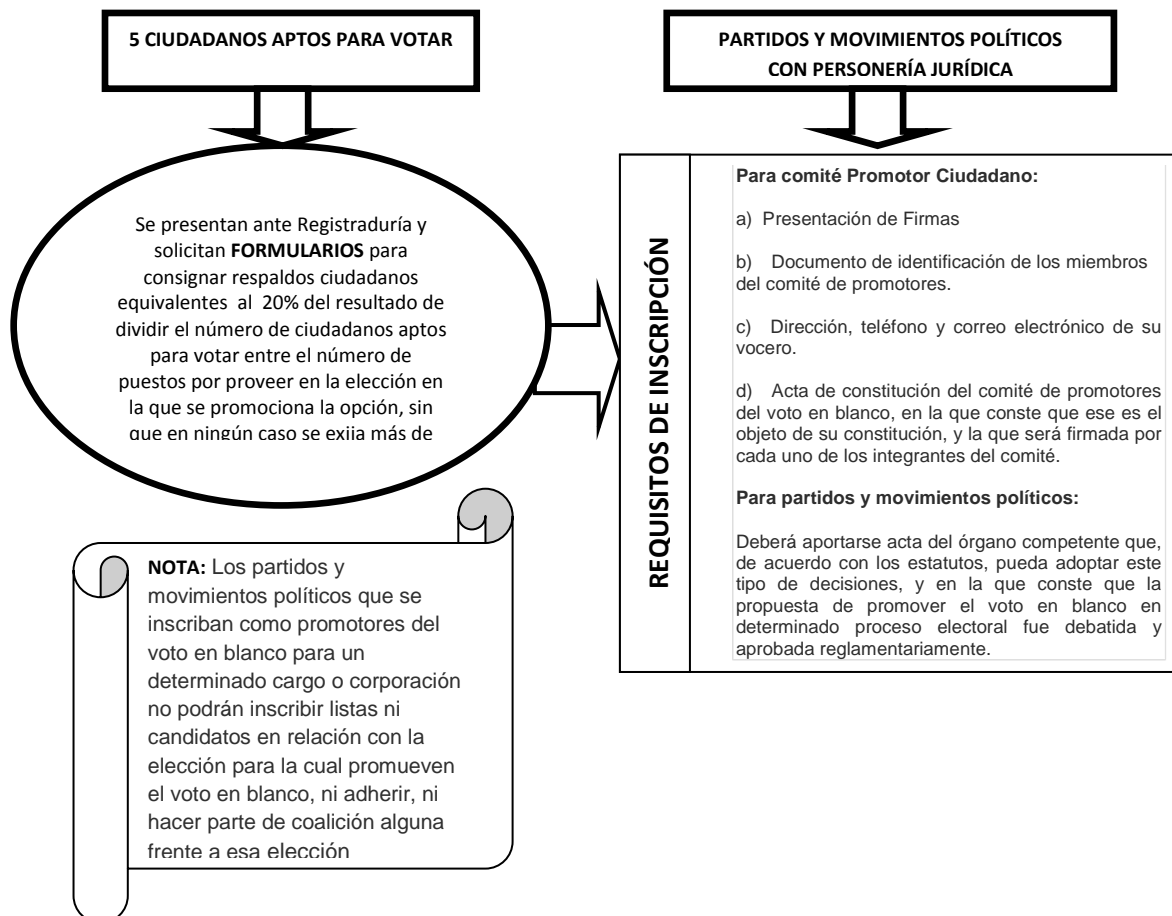 5 CIUDADANOS APTOS PARA VOTAR
PARTIDOS Y MOVIMIENTOS POLÍTICOS
CON PERSONERÍA JURÍDICA
Se presentan ante Registraduría y
solicitan FORMULARIOS para
consignar respaldos ciudadanos
equivalentes al 20% del resultado de
dividir el número de ciudadanos aptos
para votar entre el número de
puestos por proveer en la elección en
la que se promociona la opción, sin
que en ningún caso se exija más de
NOTA: Los partidos y
movimientos políticos que se
inscriban como promotores del
voto en blanco para un
determinado cargo o corporación
no podrán inscribir listas ni
candidatos en relación con la
elección para la cual promueven
el voto en blanco, ni adherir, ni
hacer parte de coalición alguna
frente a esa elección
REQUISITOS DE INSCRIPCIÓN
Para comité Promotor Ciudadano:
a) Presentación de Firmas
b) Documento de identificación de los miembros
del comité de promotores.
c) Dirección, teléfono y correo electrónico de su
vocero.
d) Acta de constitución del comité de promotores
del voto en blanco, en la que conste que ese es el
objeto de su constitución, y la que será firmada por
cada uno de los integrantes del comité.
Para partidos y movimientos políticos:
Deberá aportarse acta del órgano competente que,
de acuerdo con los estatutos, pueda adoptar este
tipo de decisiones, y en la que conste que la
propuesta de promover el voto en blanco en
determinado proceso electoral fue debatida y
aprobada reglamentariamente.